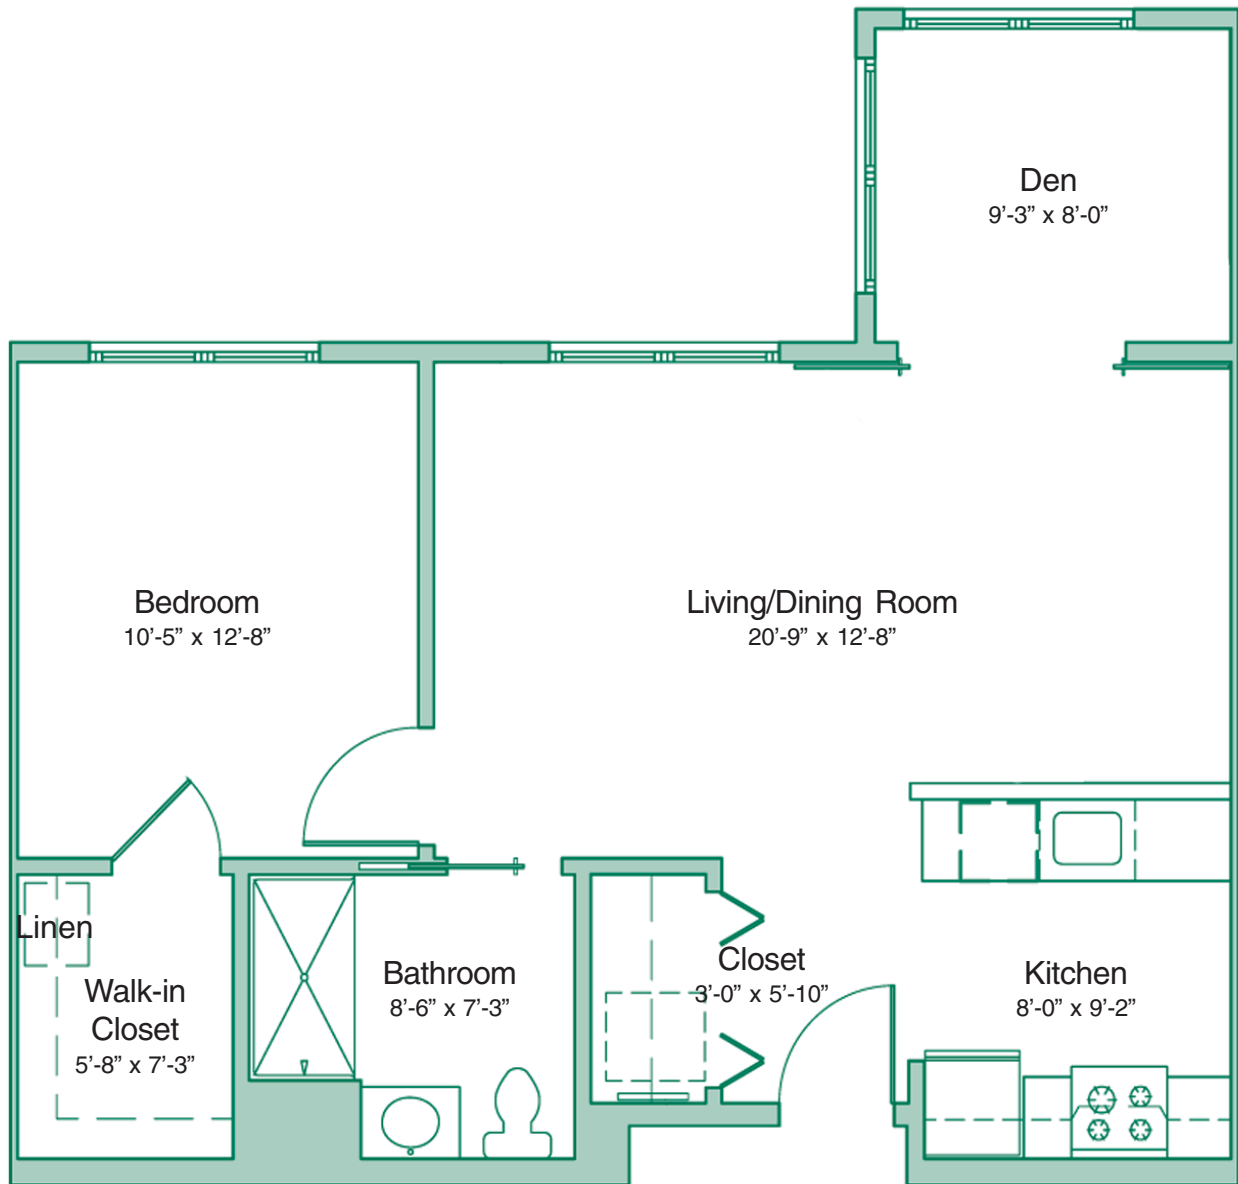 Den
9’-3” x 8’-0”
Bedroom
10’-5” x 12’-8”
Living/Dining Room
20’-9” x 12’-8”
Linen
Walk-in
Closet
5’-8” x 7’-3”
Bathroom
8’-6” x 7’-3”
Closet
3’-0” x 5’-10”
Kitchen
8’-0” x 9’-2”